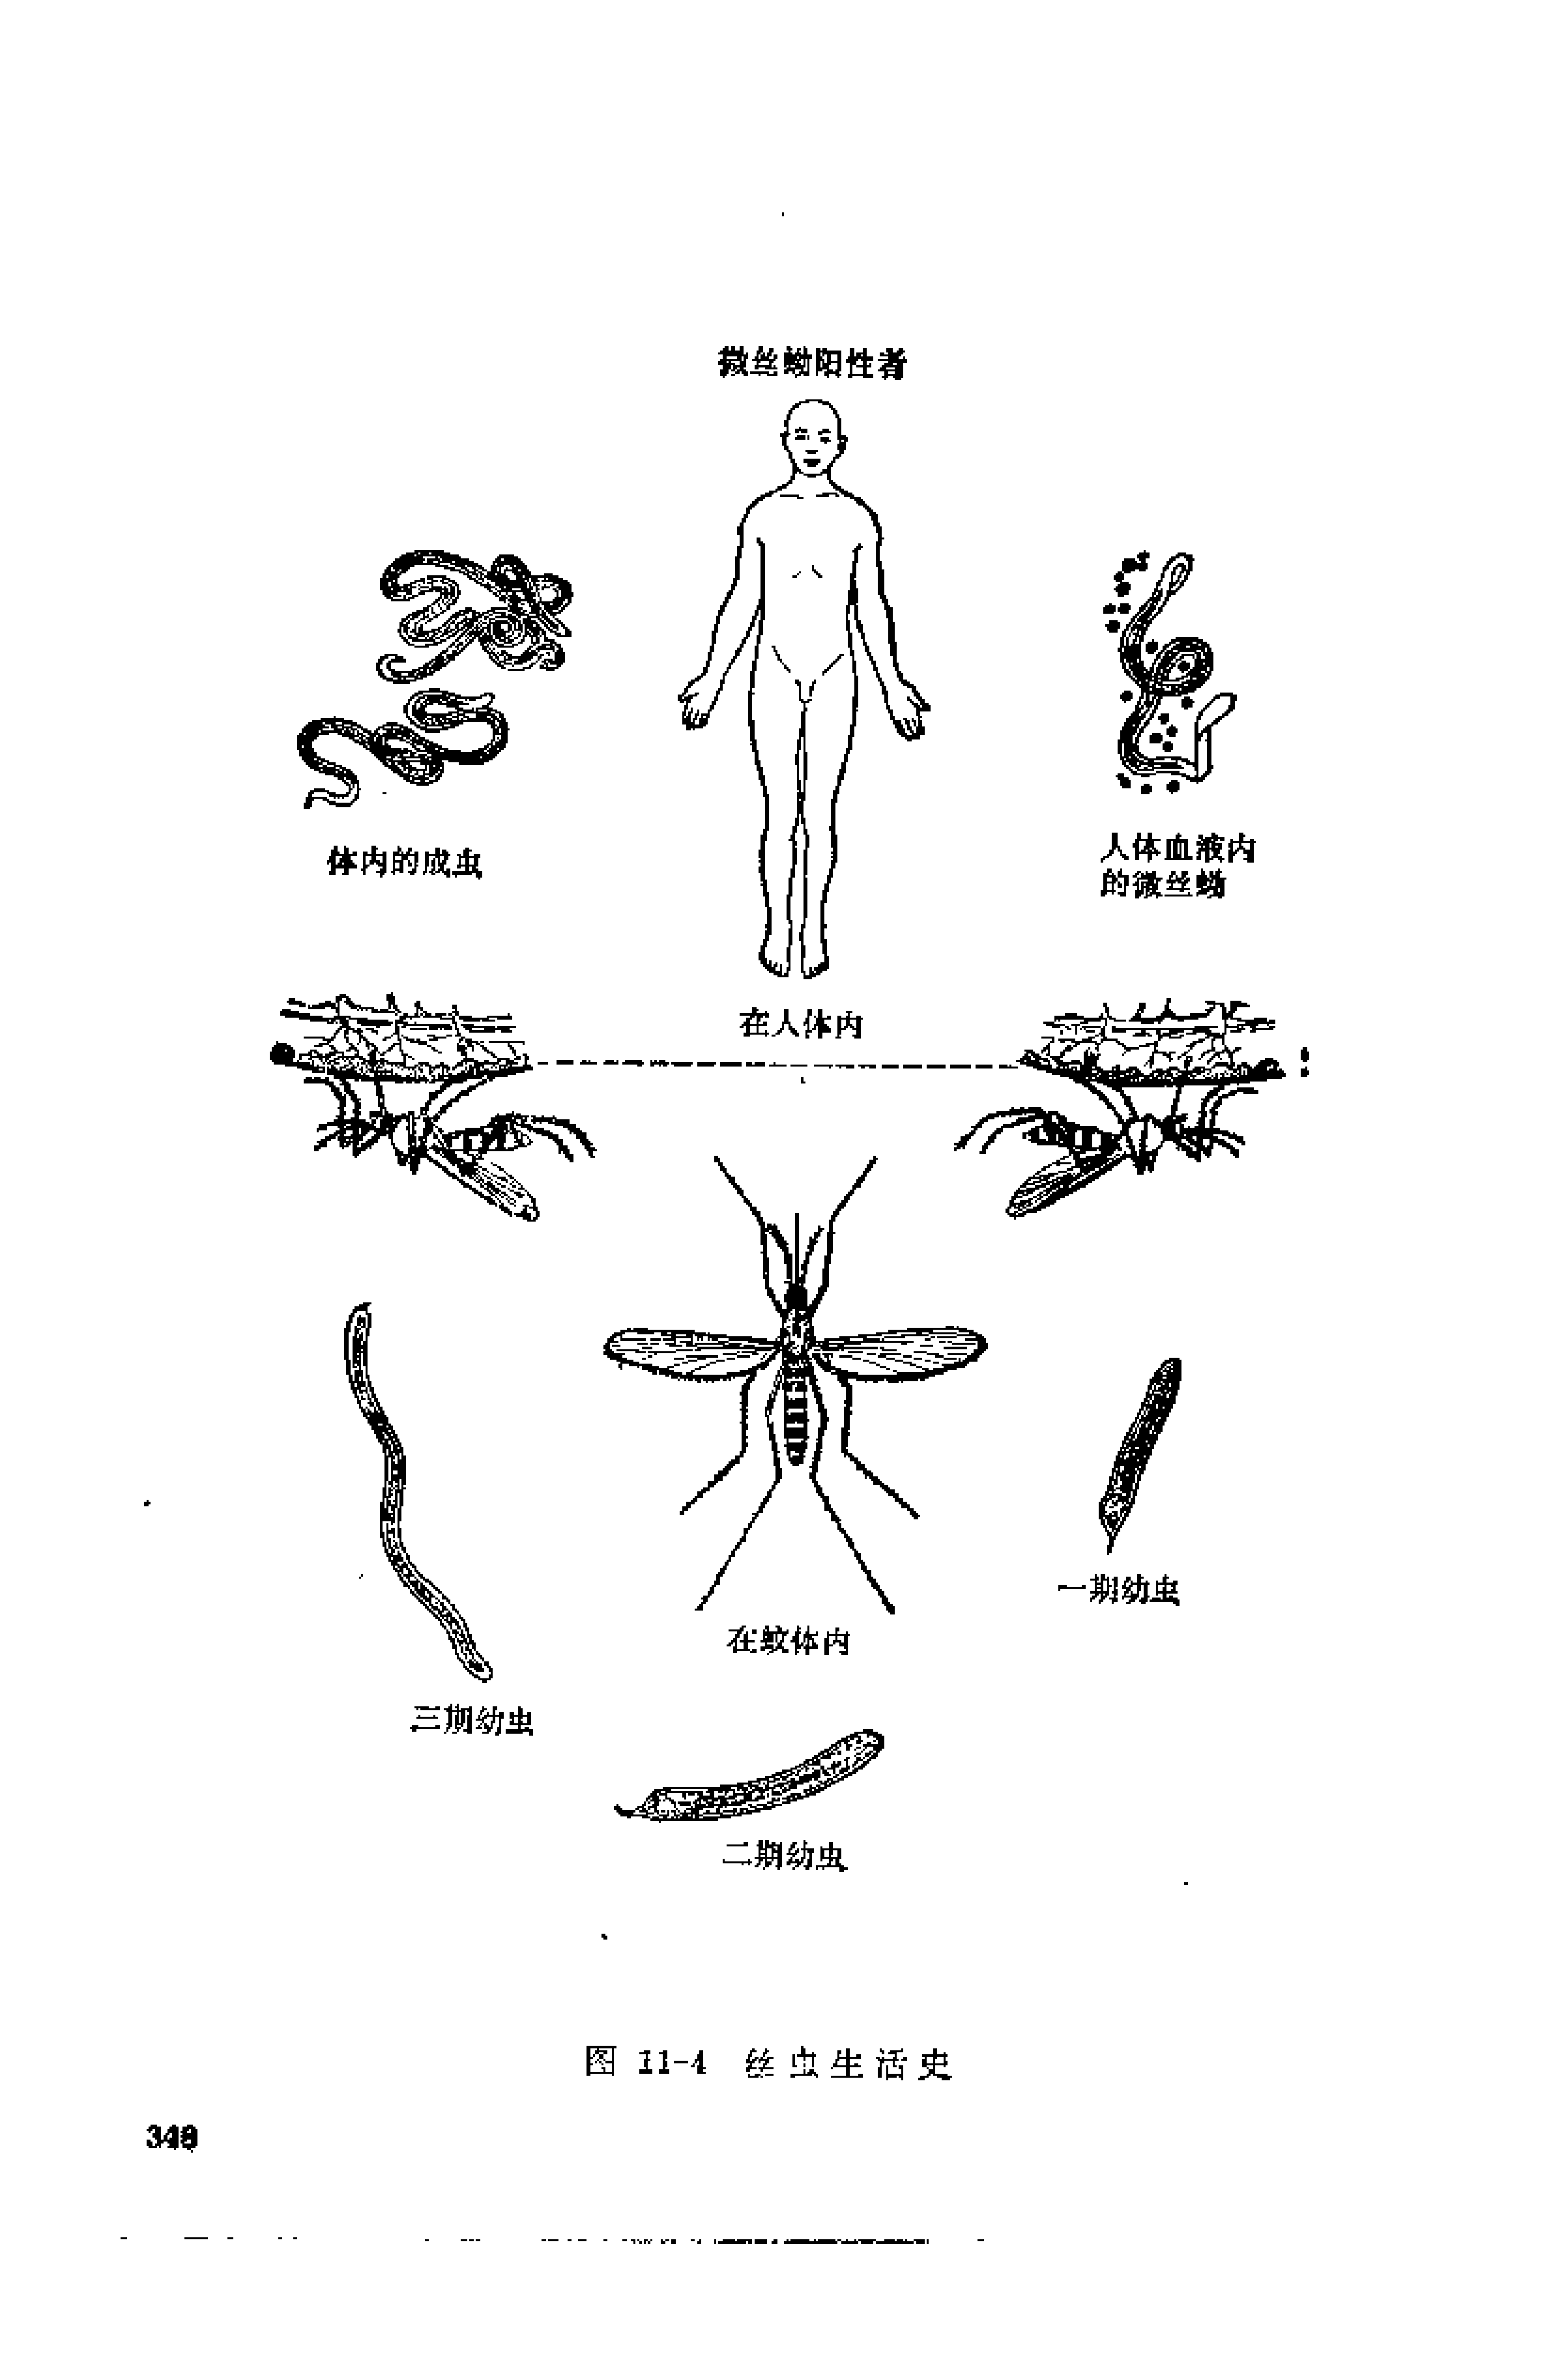 微丝蚴阳性者
体内的成虫
人体血液内
的微丝蚴
在人体内
一期幼虫
在蚊体内
三期幼虫
二期幼虫
图 11-4 丝虫生活史
348